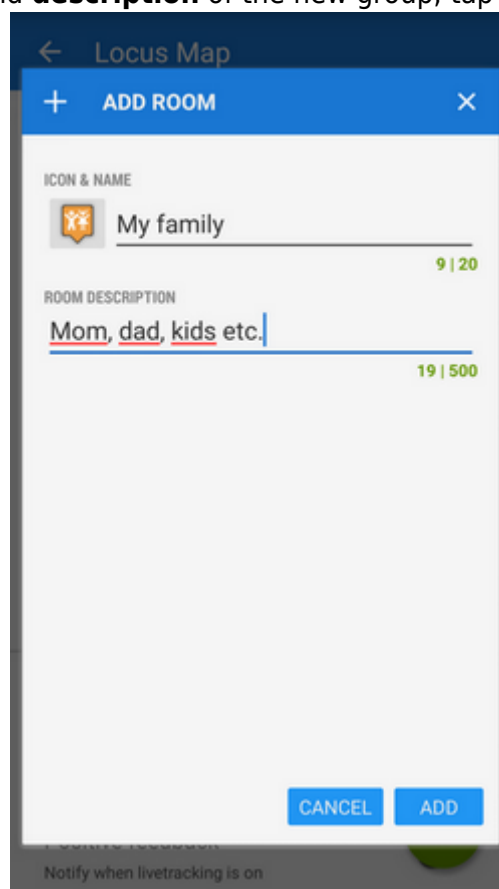 description of the new group, tap
← Locus Map
+ ADD ROOM ×
ICON & NAME
My family
9 | 20
ROOM DESCRIPTION
Mom, dad, kids etc.
19 | 500
CANCEL ADD
Notify when livetracking is on